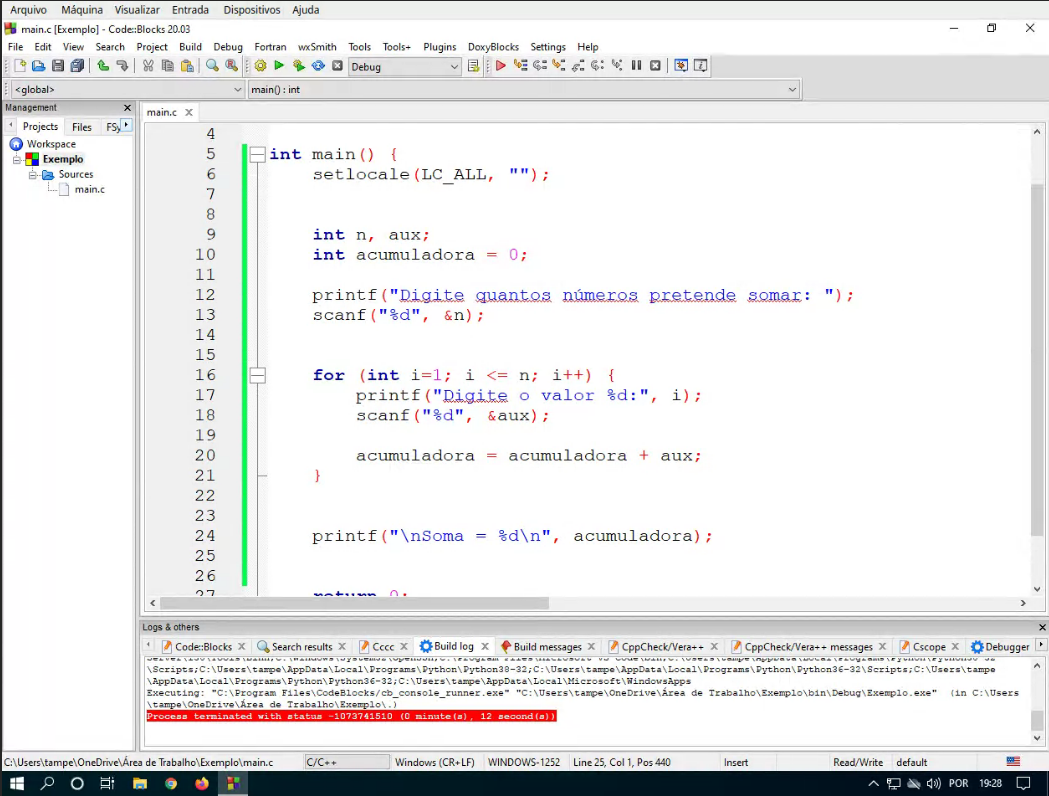 Arquivo Máquina Visualizar Entrada Dispositivos Ajuda
main.c [Exemplo] - Code::Blocks 20.03
File Edit View Search Project Build Debug Fortran wxSmith Tools Tools+ Plugins DoxyBlocks Settings Help
Debug
<global> main() : int
Management
Projects Files FSy
Workspace
Exemplo
Sources
main.c
main.c
4
5 int main() {
6 setlocale(LC_ALL, "");
7
8
9 int n, aux;
10 int acumuladora = 0;
11
12 printf("Digite quantos números pretende somar: ");
13 scanf("%d", &n);
14
15
16 for (int i=1; i <= n; i++) {
17 printf("Digite o valor %d:", i);
18 scanf("%d", &aux);
19
20 acumuladora = acumuladora + aux;
21 }
22
23
24 printf("\nSoma = %d\n", acumuladora);
25
26
27 return 0;
Logs & others
Code::Blocks Search results Cccc Build log Build messages CppCheck/Vera++ CppCheck/Vera++ messages Cscope Debugger
\Scripts;C:\Users\tampe\AppData\Local\Programs\Python\Python38-32;C:\Users\tampe\AppData\Local\Programs\Python\Python36-32\Scripts;C:\Users\tampe
\AppData\Local\Programs\Python\Python36-32;C:\Users\tampe\AppData\Local\Microsoft\WindowsApps
Executing: "C:\Program Files\CodeBlocks/cb_console_runner.exe" "C:\Users\tampe\OneDrive\Área de Trabalho\Exemplo\bin\Debug\Exemplo.exe" (in C:\Users
\tampe\OneDrive\Área de Trabalho\Exemplo\.)
Process terminated with status -1073741510 (0 minute(s), 12 second(s))
C:\Users\tampe\OneDrive\Área de Trabalho\Exemplo\main.c C/C++ Windows (CR+LF) WINDOWS-1252 Line 25, Col 1, Pos 440 Insert Read/Write default
POR 19:28